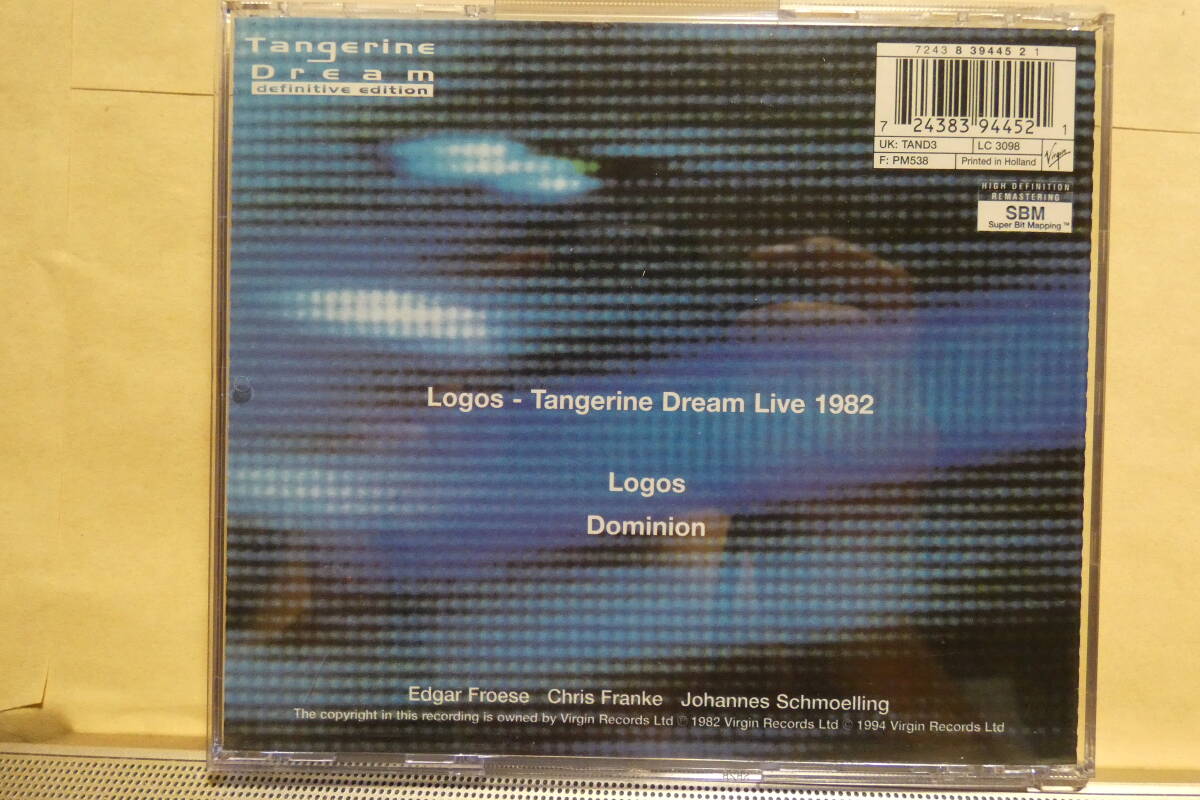 Tangerine
Dream
definitive edition
7243 8 39445 2 1
7 24383 94452 1
UK: TAND3
LC 3098
F: PM538
Printed in Holland
Virgin
HIGH DEFINITION
REMASTERING
SBM
Super Bit Mapping ™
Logos - Tangerine Dream Live 1982
Logos
Dominion
Edgar Froese Chris Franke Johannes Schmoelling
The copyright in this recording is owned by Virgin Records Ltd ℗ 1982 Virgin Records Ltd © 1994 Virgin Records Ltd